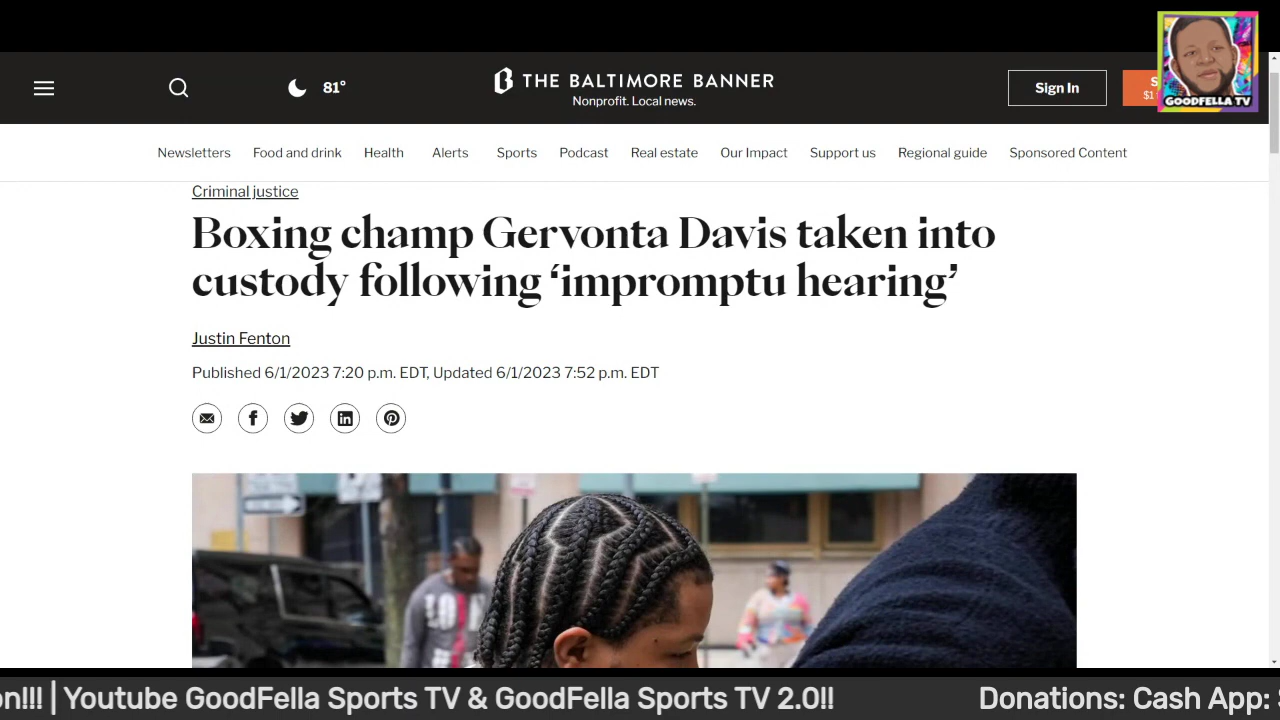 81°
THE BALTIMORE BANNER
Nonprofit. Local news.
Sign In
S
$1
GOODFELLA TV
Newsletters
Food and drink
Health
Alerts
Sports
Podcast
Real estate
Our Impact
Support us
Regional guide
Sponsored Content
Criminal justice
Boxing champ Gervonta Davis taken into
custody following ‘impromptu hearing’
Justin Fenton
Published 6/1/2023 7:20 p.m. EDT, Updated 6/1/2023 7:52 p.m. EDT
on!!! | Youtube GoodFella Sports TV & GoodFella Sports TV 2.0!!
Donations: Cash App: